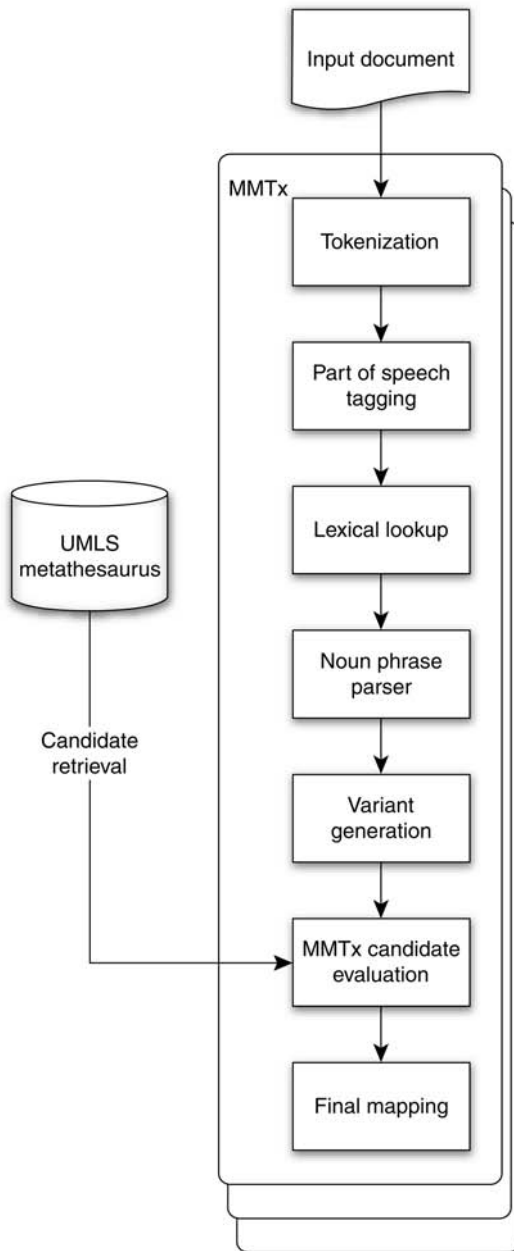 Input document
MMTx
Tokenization
Part of speech
tagging
Lexical lookup
UMLS
metathesaurus
Noun phrase
parser
Candidate
retrieval
Variant
generation
MMTx candidate
evaluation
Final mapping